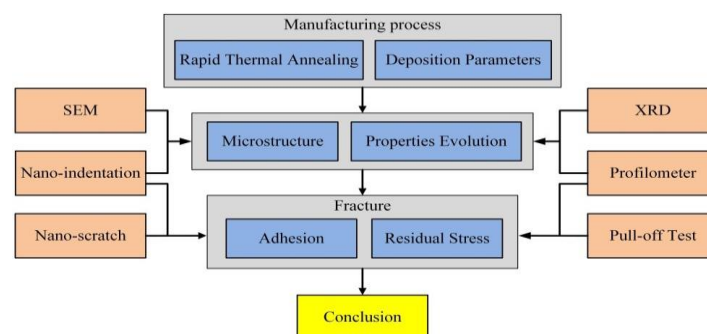 Manufacturing process
Rapid Thermal Annealing
Deposition Parameters
SEM
XRD
Microstructure
Properties Evolution
Nano-indentation
Profilometer
Fracture
Nano-scratch
Adhesion
Residual Stress
Pull-off Test
Conclusion